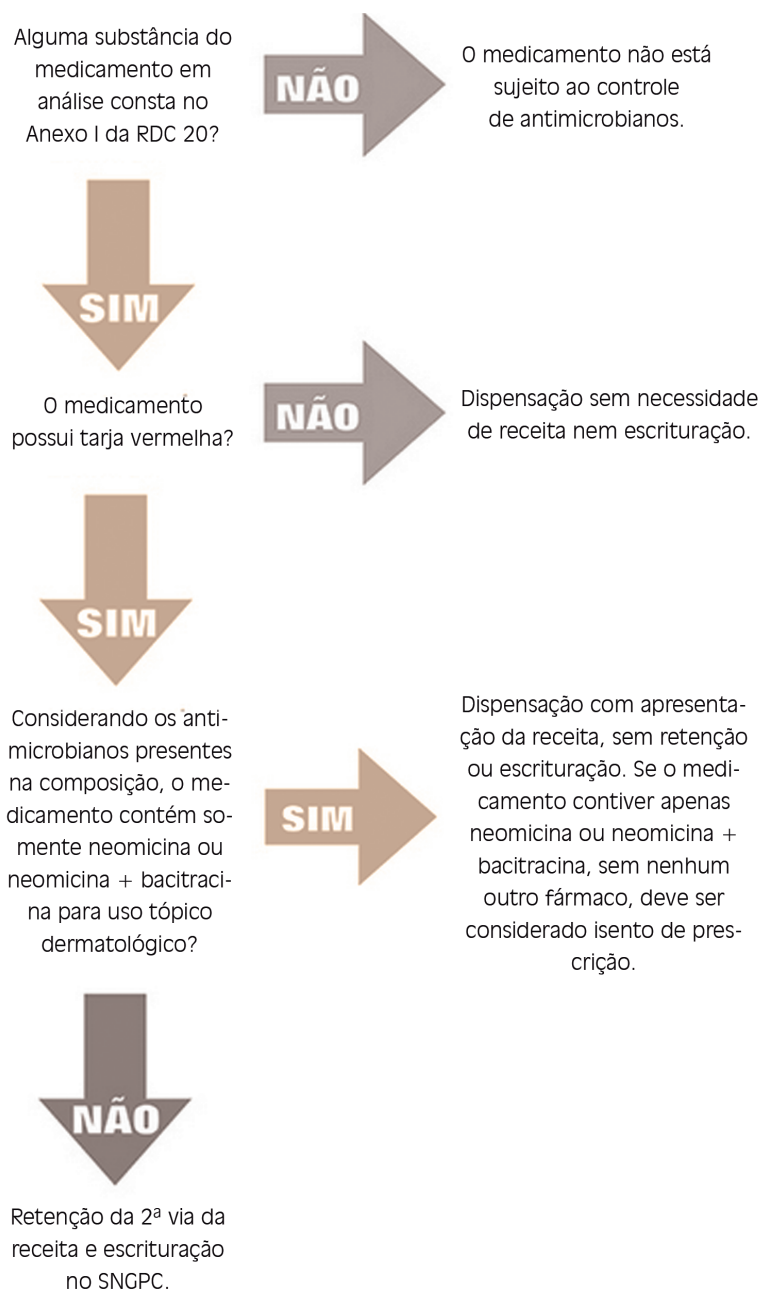 Alguma substância do
medicamento em
análise consta no
Anexo I da RDC 20?
NÃO
O medicamento não está
sujeito ao controle
de antimicrobianos.
SIM
O medicamento
possui tarja vermelha?
NÃO
Dispensação sem necessidade
de receita nem escrituração.
SIM
Considerando os anti-
microbianos presentes
na composição, o me-
dicamento contém so-
mente neomicina ou
neomicina + bacitraci-
na para uso tópico
dermatológico?
SIM
Dispensação com apresenta-
ção da receita, sem retenção
ou escrituração. Se o medi-
camento contiver apenas
neomicina ou neomicina +
bacitracina, sem nenhum
outro fármaco, deve ser
considerado isento de pres-
crição.
NÃO
Retenção da 2ª via da
receita e escrituração
no SNGPC.